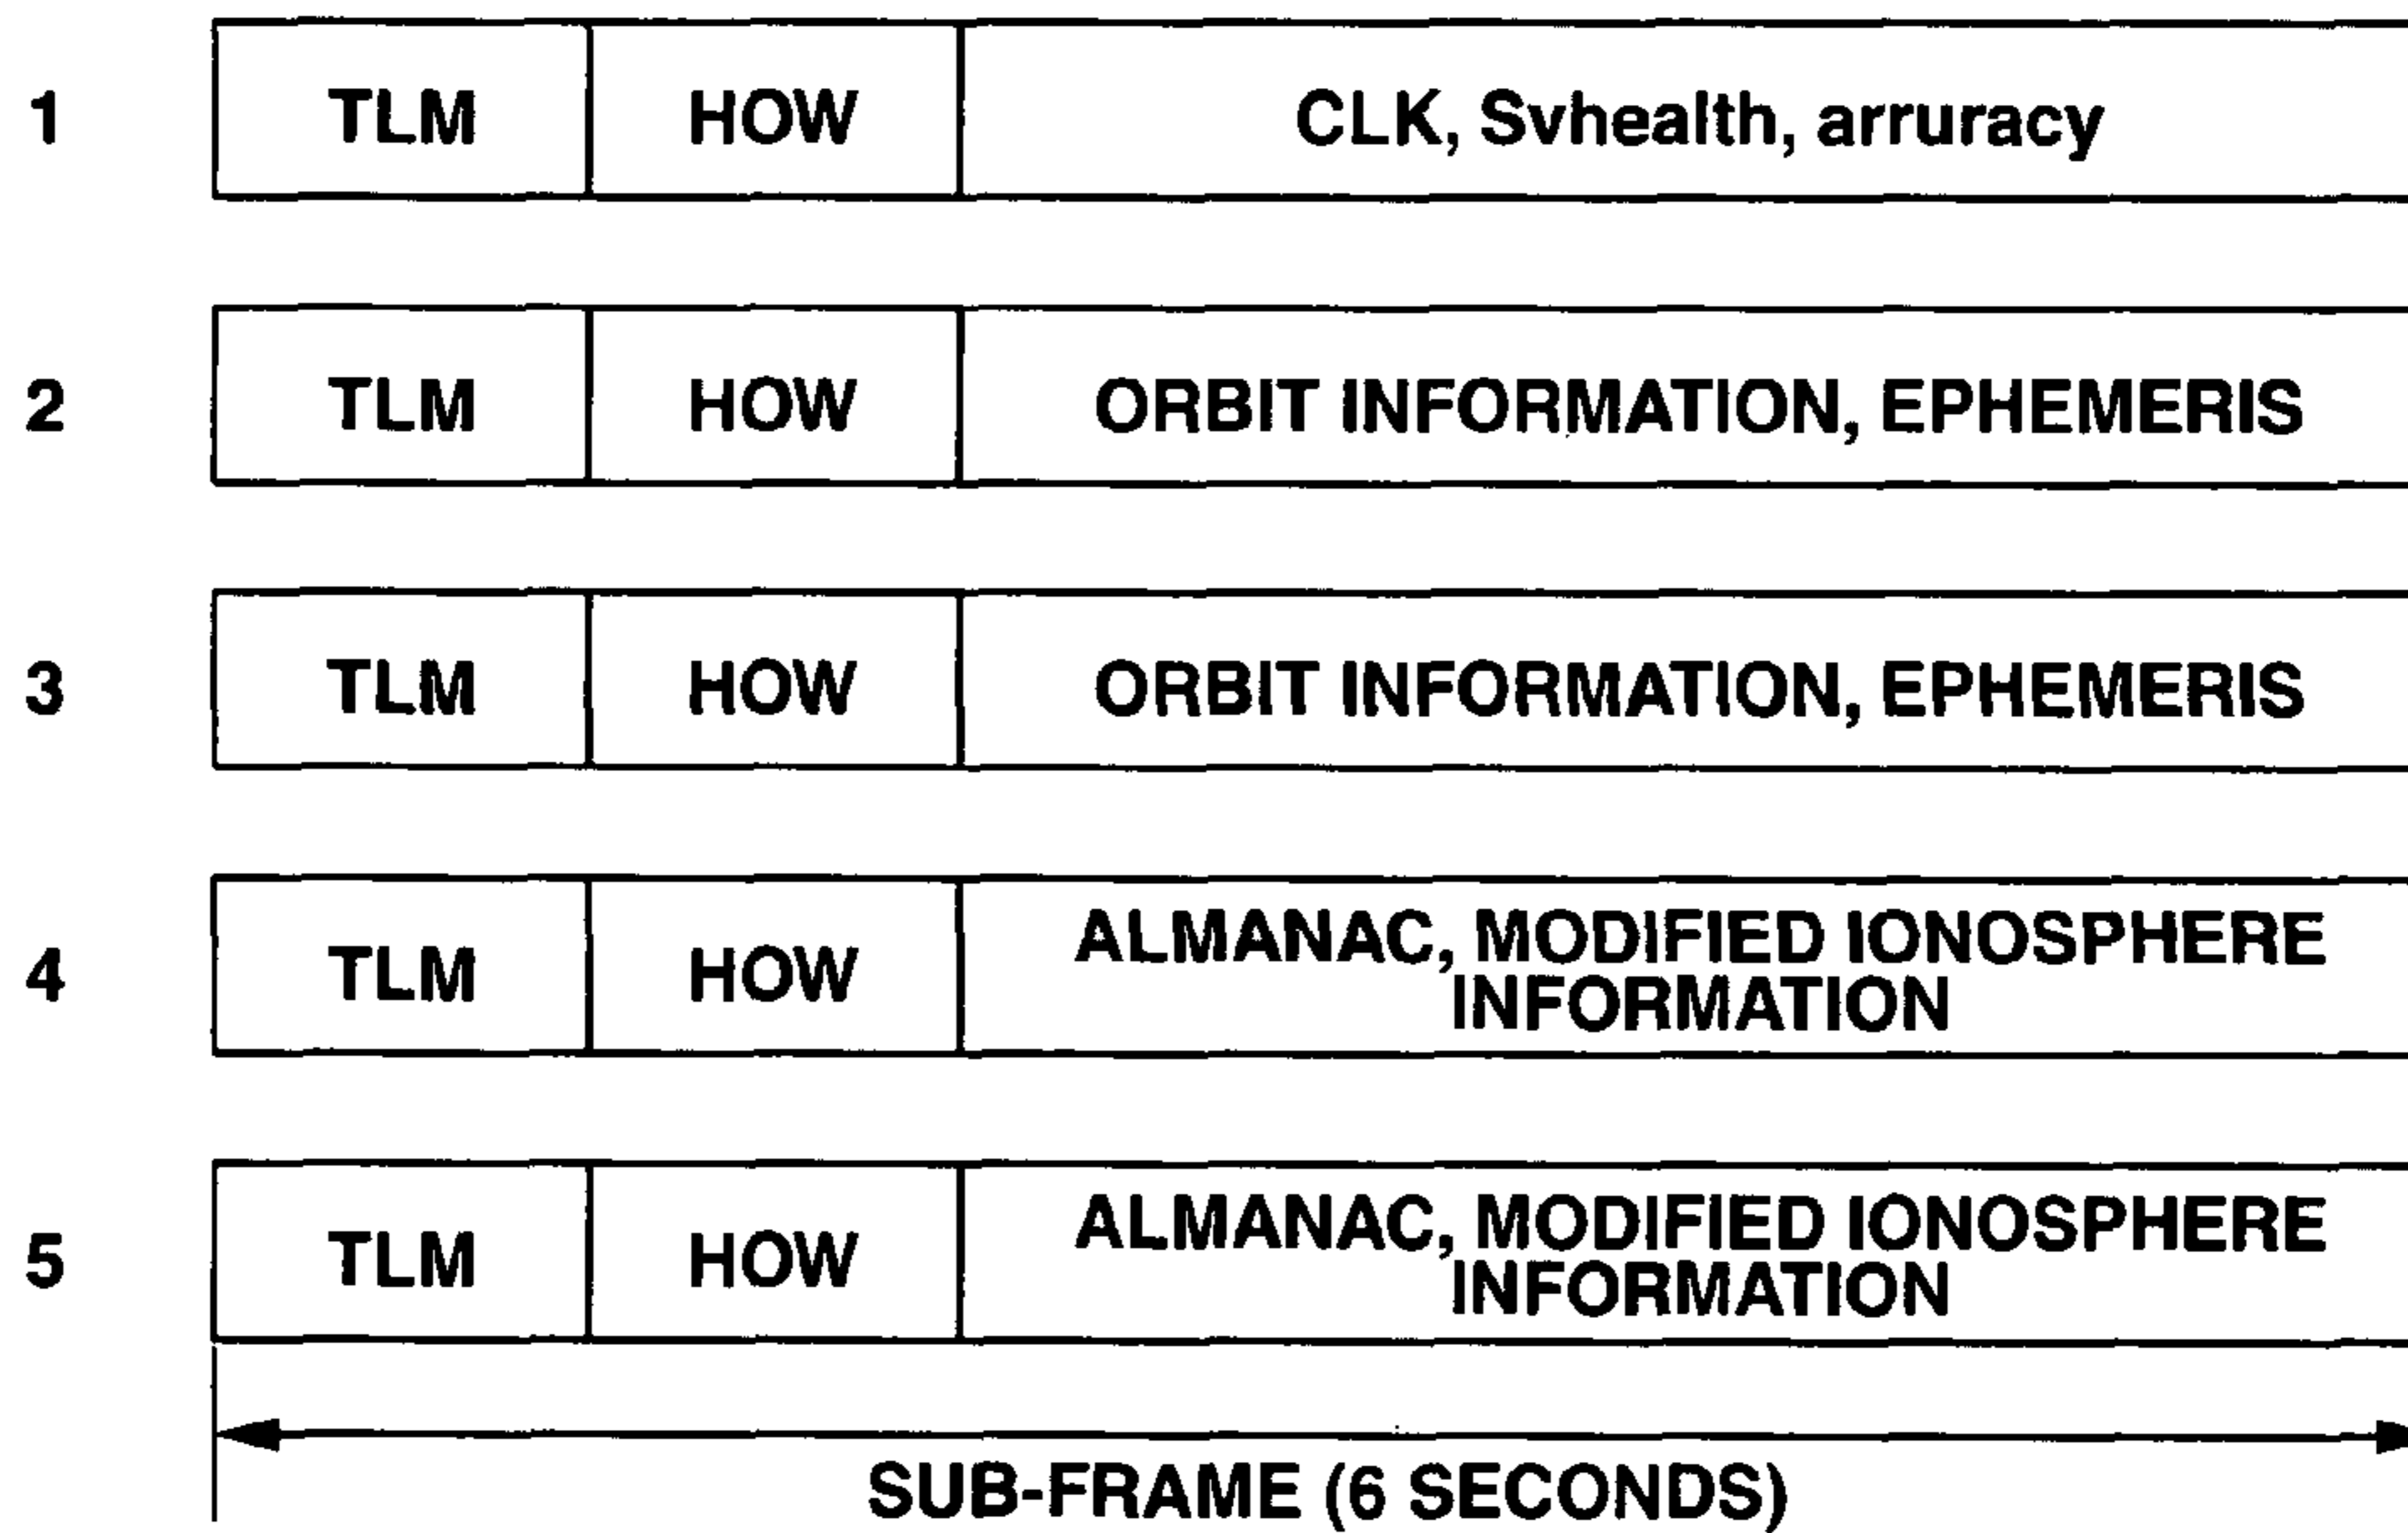 1 TLM HOW CLK, Svhealth, arruracy
2 TLM HOW ORBIT INFORMATION, EPHEMERIS
3 TLM HOW ORBIT INFORMATION, EPHEMERIS
4 TLM HOW ALMANAC, MODIFIED IONOSPHERE
INFORMATION
5 TLM HOW ALMANAC, MODIFIED IONOSPHERE
INFORMATION
SUB-FRAME (6 SECONDS)